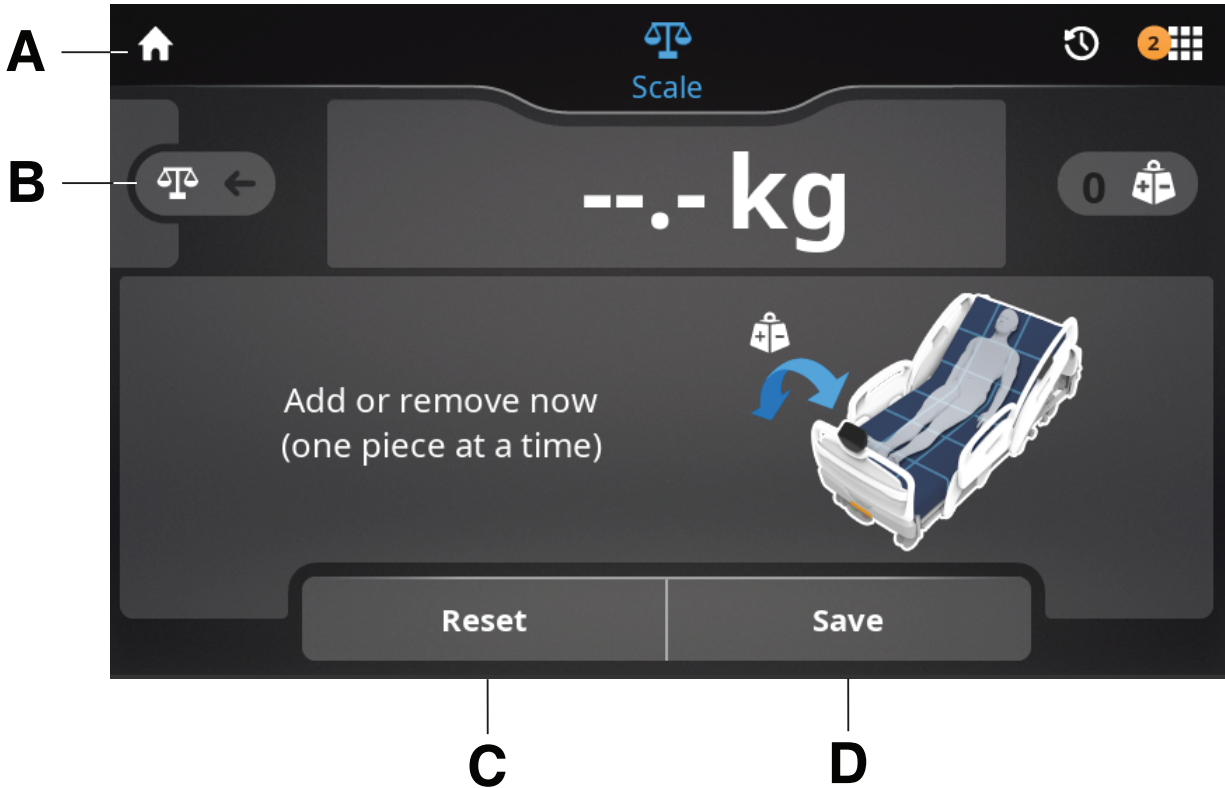 A
Scale
2
B
--.- kg
0
Add or remove now
(one piece at a time)
Reset
Save
C
D